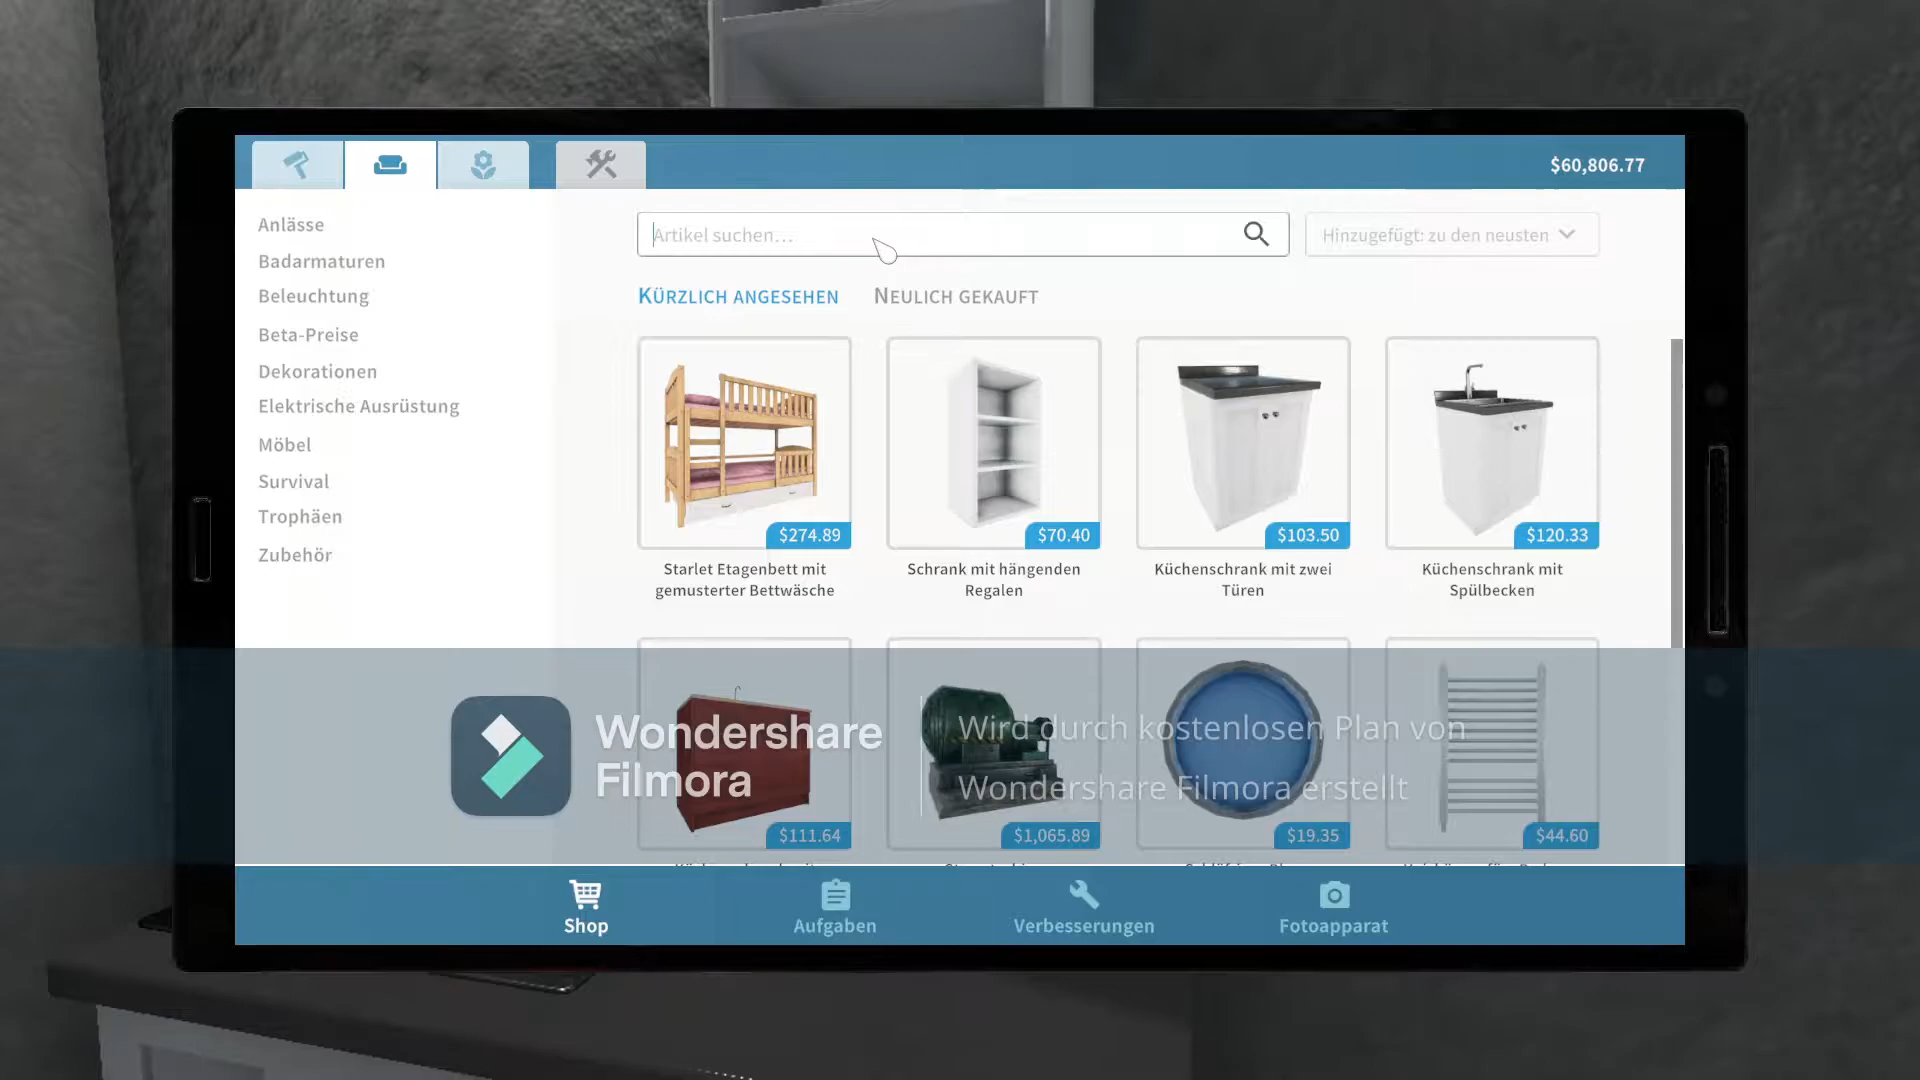 $60,806.77
Artikel suchen...
Hinzugefügt: zu den neusten
Anlässe
Badarmaturen
Beleuchtung
Beta-Preise
Dekorationen
Elektrische Ausrüstung
Möbel
Survival
Trophäen
Zubehör
KÜRZLICH ANGESEHEN
NEULICH GEKAUFT
$274.89
$70.40
$103.50
$120.33
Starlet Etagenbett mit
gemusterter Bettwäsche
Schrank mit hängenden
Regalen
Küchenschrank mit zwei
Türen
Küchenschrank mit
Spülbecken
Wondershare
Filmora
Wird durch kostenlosen Plan von
Wondershare Filmora erstellt
$111.64
$1,065.89
$19.35
$44.60
Shop
Aufgaben
Verbesserungen
Fotoapparat